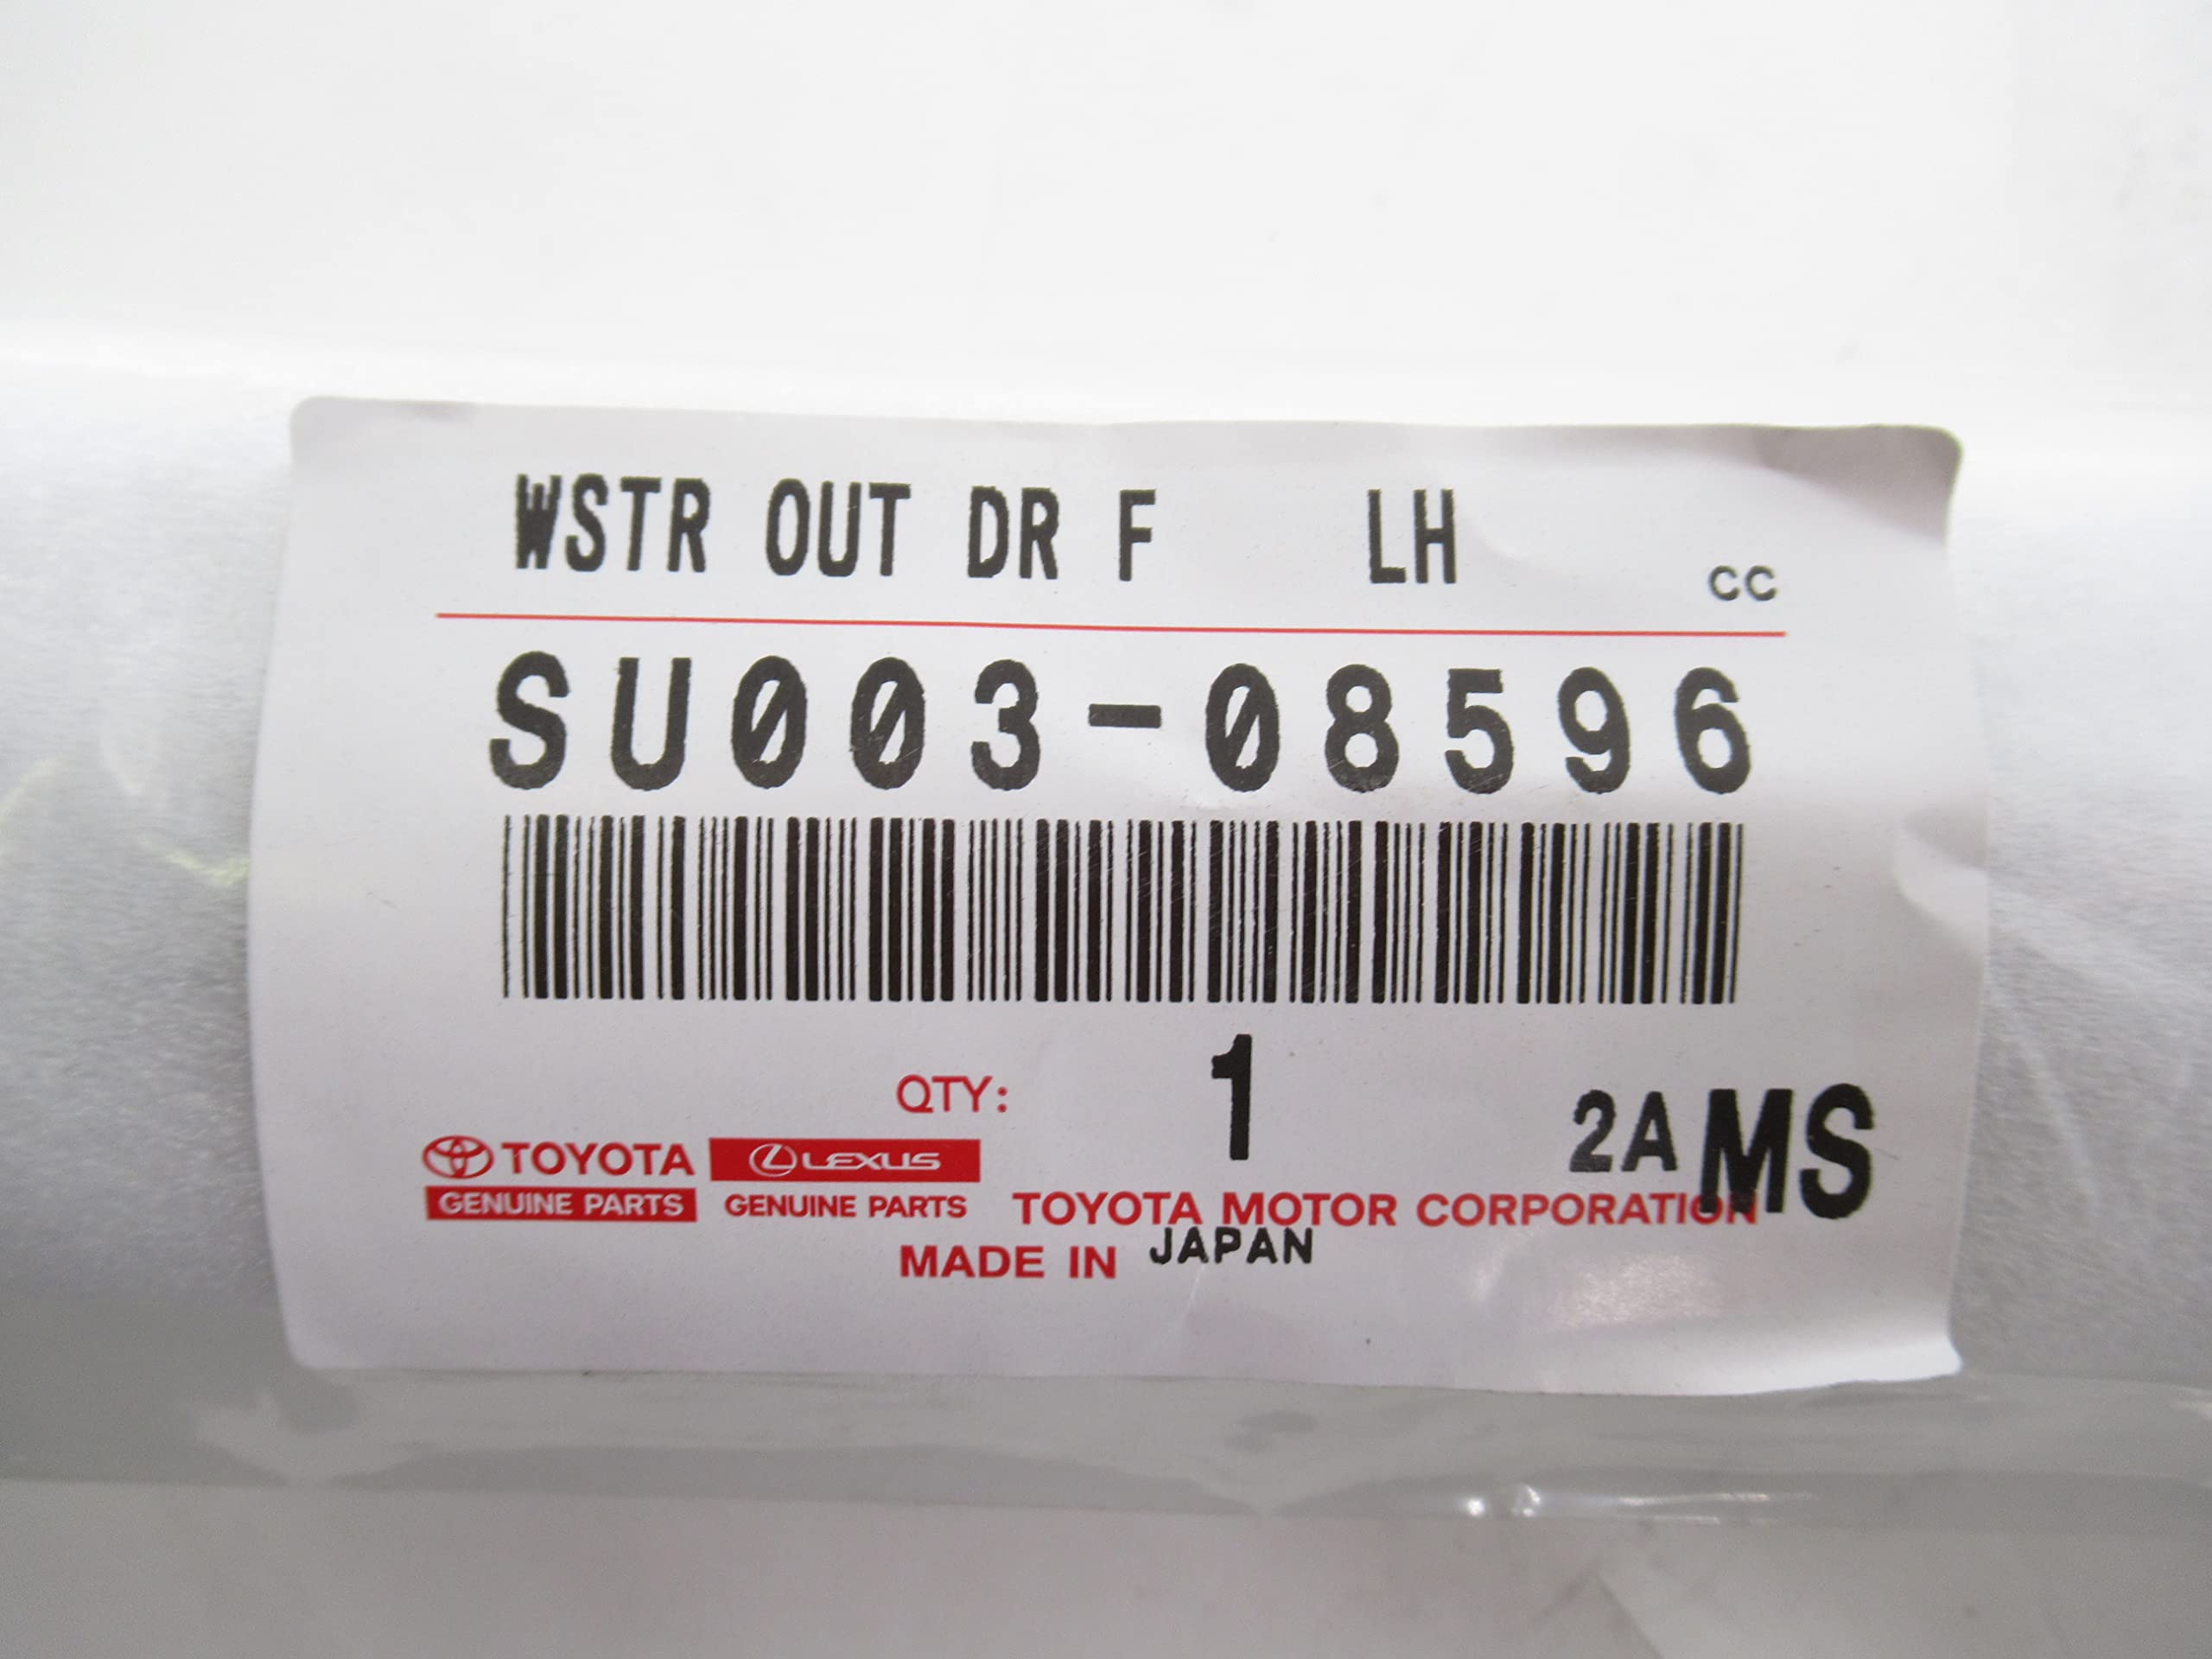 WSTR OUT DR F LH cc
SU003-08596
QTY: 1 2A MS
TOYOTA LEXUS
GENUINE PARTS GENUINE PARTS TOYOTA MOTOR CORPORATION
MADE IN JAPAN